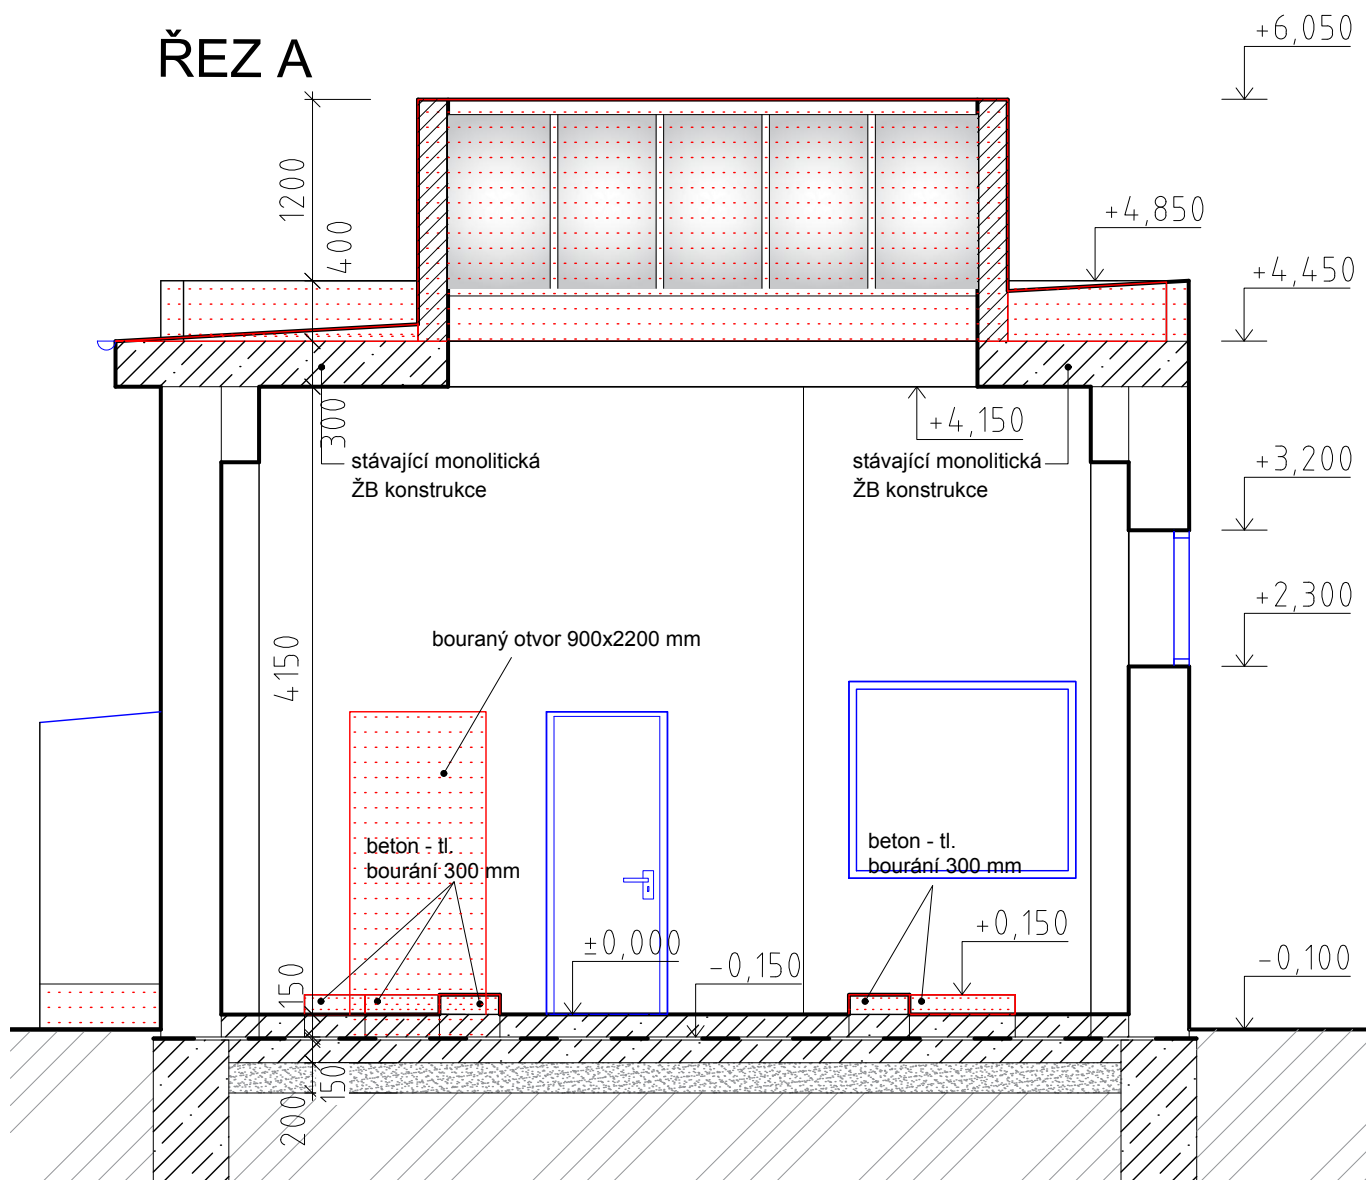 ŘEZ A
+6,050
1200
400
+4,850
+4,450
300
+4,150
stávající monolitická
ŽB konstrukce
stávající monolitická
ŽB konstrukce
+3,200
+2,300
bouraný otvor 900x2200 mm
4150
beton - tl.
bourání 300 mm
beton - tl.
bourání 300 mm
±0,000
-0,150
+0,150
-0,100
150
150
200